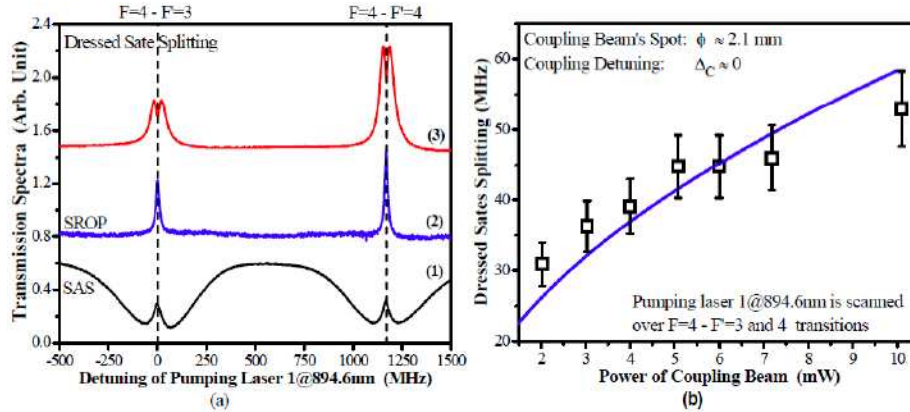 F=4 - F'=3
F=4 - F'=4
2.4
2.0
1.6
1.2
0.8
0.4
0.0
Transmission Spectra (Arb. Unit)
Dressed Sate Splitting
(3)
SROP
(2)
(1)
SAS
-500
-250
0
250
500
750
1000
1250
1500
Detuning of Pumping Laser 1@894.6nm (MHz)
(a)
Dressed Sates Splitting (MHz)
60
50
40
30
20
Coupling Beam's Spot: ϕ ≈ 2.1 mm
Coupling Detuning: Δ_C ≈ 0
Pumping laser 1@894.6nm is scanned
over F=4 - F'=3 and 4 transitions
2
3
4
5
6
7
8
9
10
Power of Coupling Beam (mW)
(b)